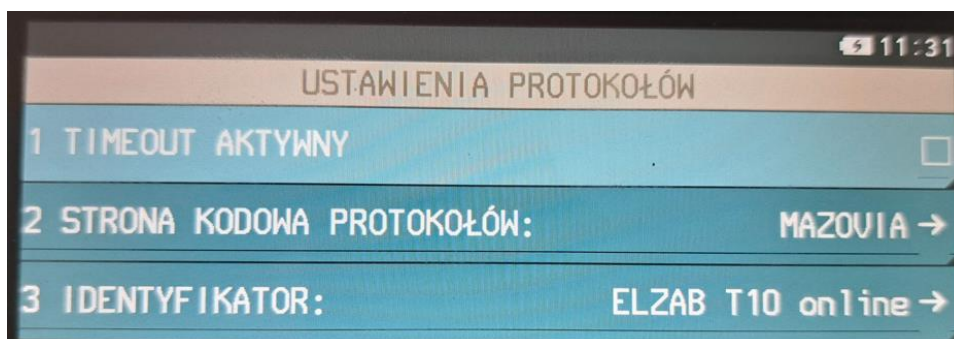 11:31
USTAWIENIA PROTOKOŁÓW
1 TIMEOUT AKTYWNY
2 STRONA KODOWA PROTOKOŁÓW: MAZOVIA →
3 IDENTYFIKATOR: ELZAB T10 online →